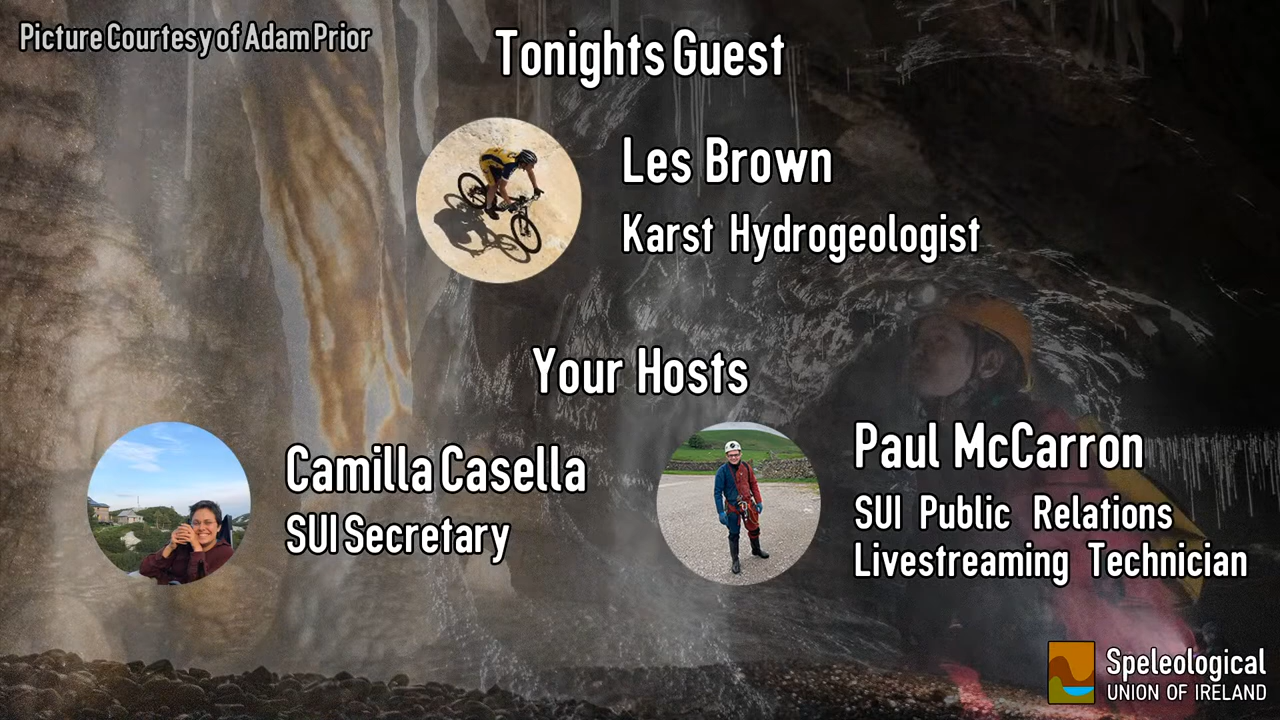 Picture Courtesy of Adam Prior
Tonights Guest
Les Brown
Karst Hydrogeologist
Your Hosts
Camilla Casella
SUI Secretary
Paul McCarron
SUI Public Relations
Livestreaming Technician
Speleological
UNION OF IRELAND